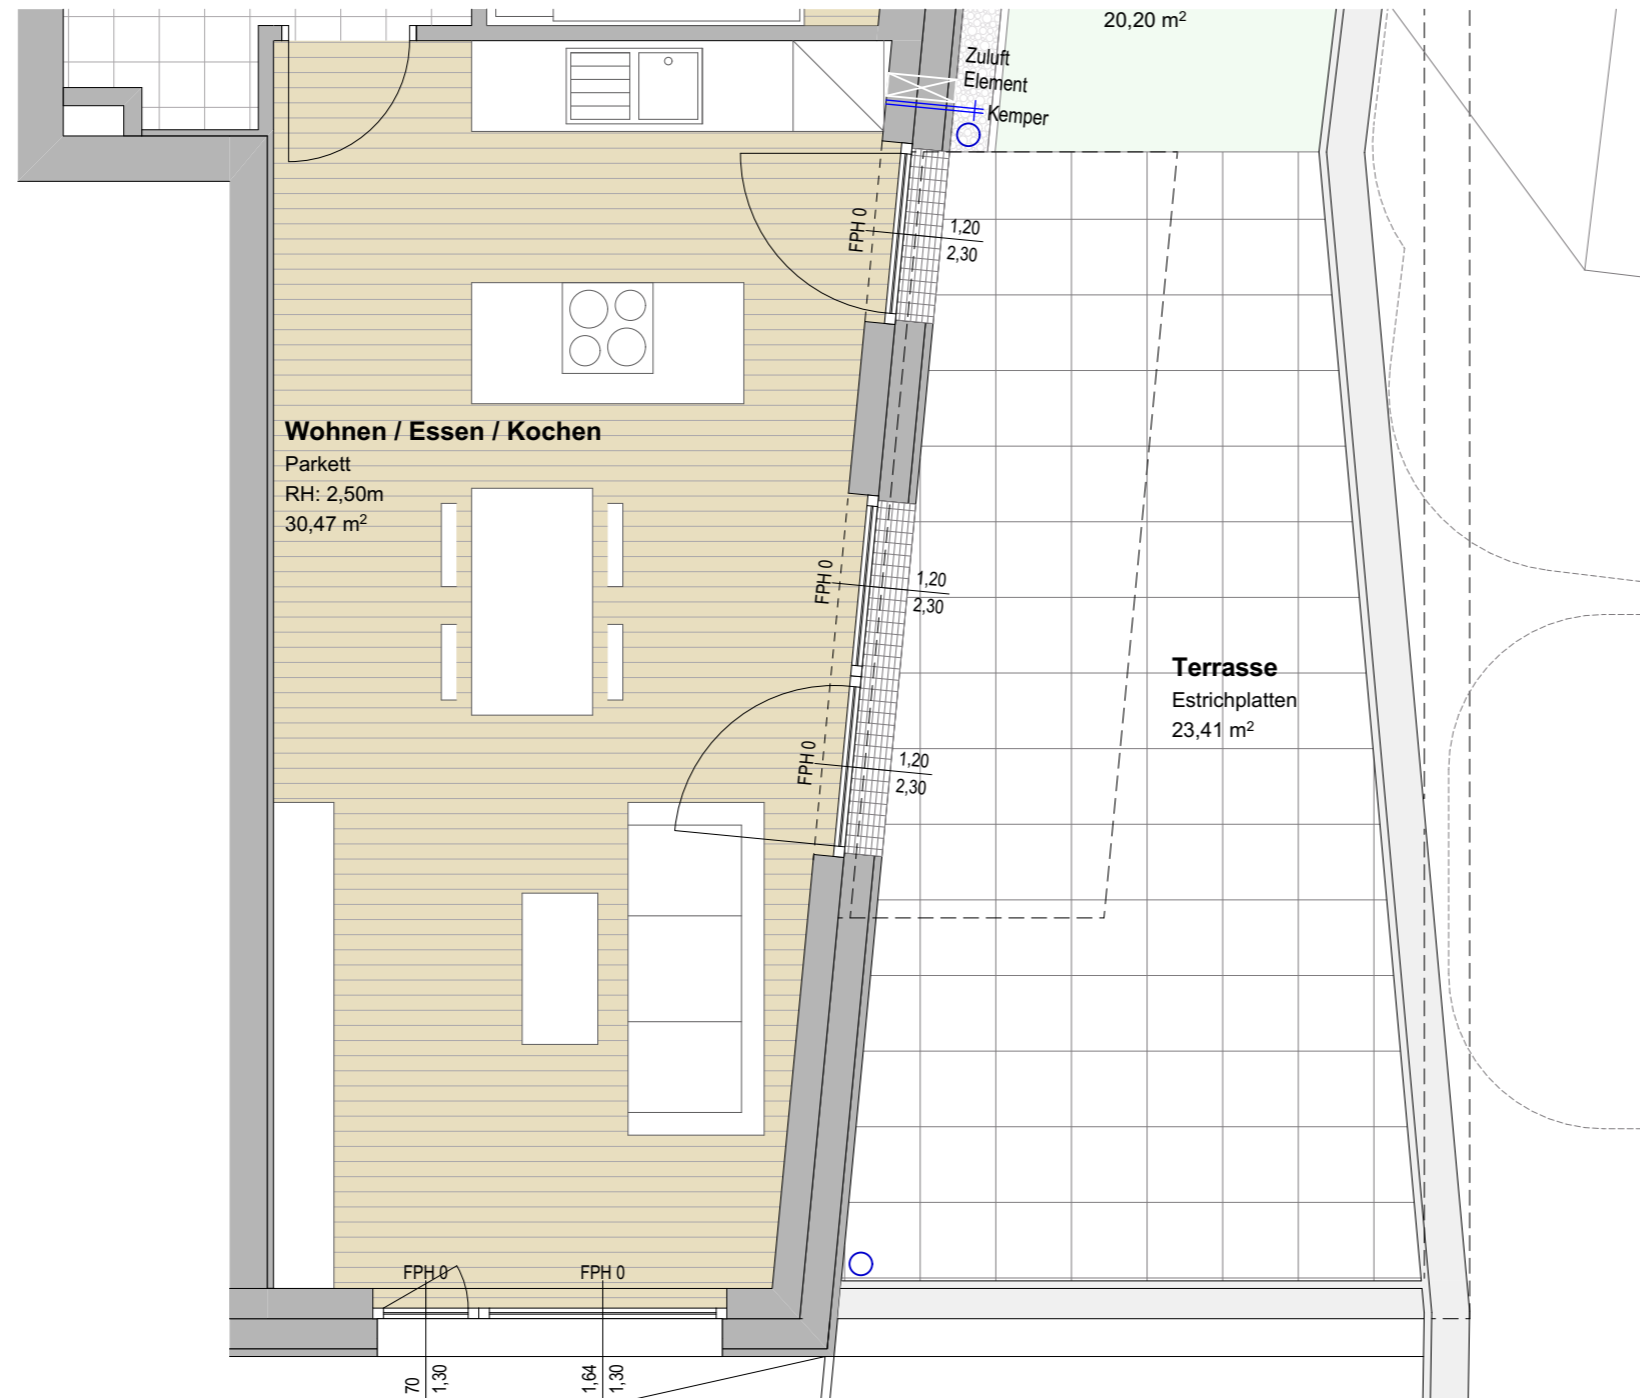 20,20 m²
Zuluft
Element
Kemper
FPH 0
1,20
2,30
Wohnen / Essen / Kochen
Parkett
RH: 2,50m
30,47 m²
FPH 0
1,20
2,30
Terrasse
Estrichplatten
23,41 m²
FPH 0
1,20
2,30
FPH 0
FPH 0
70
1,30
1,64
1,30